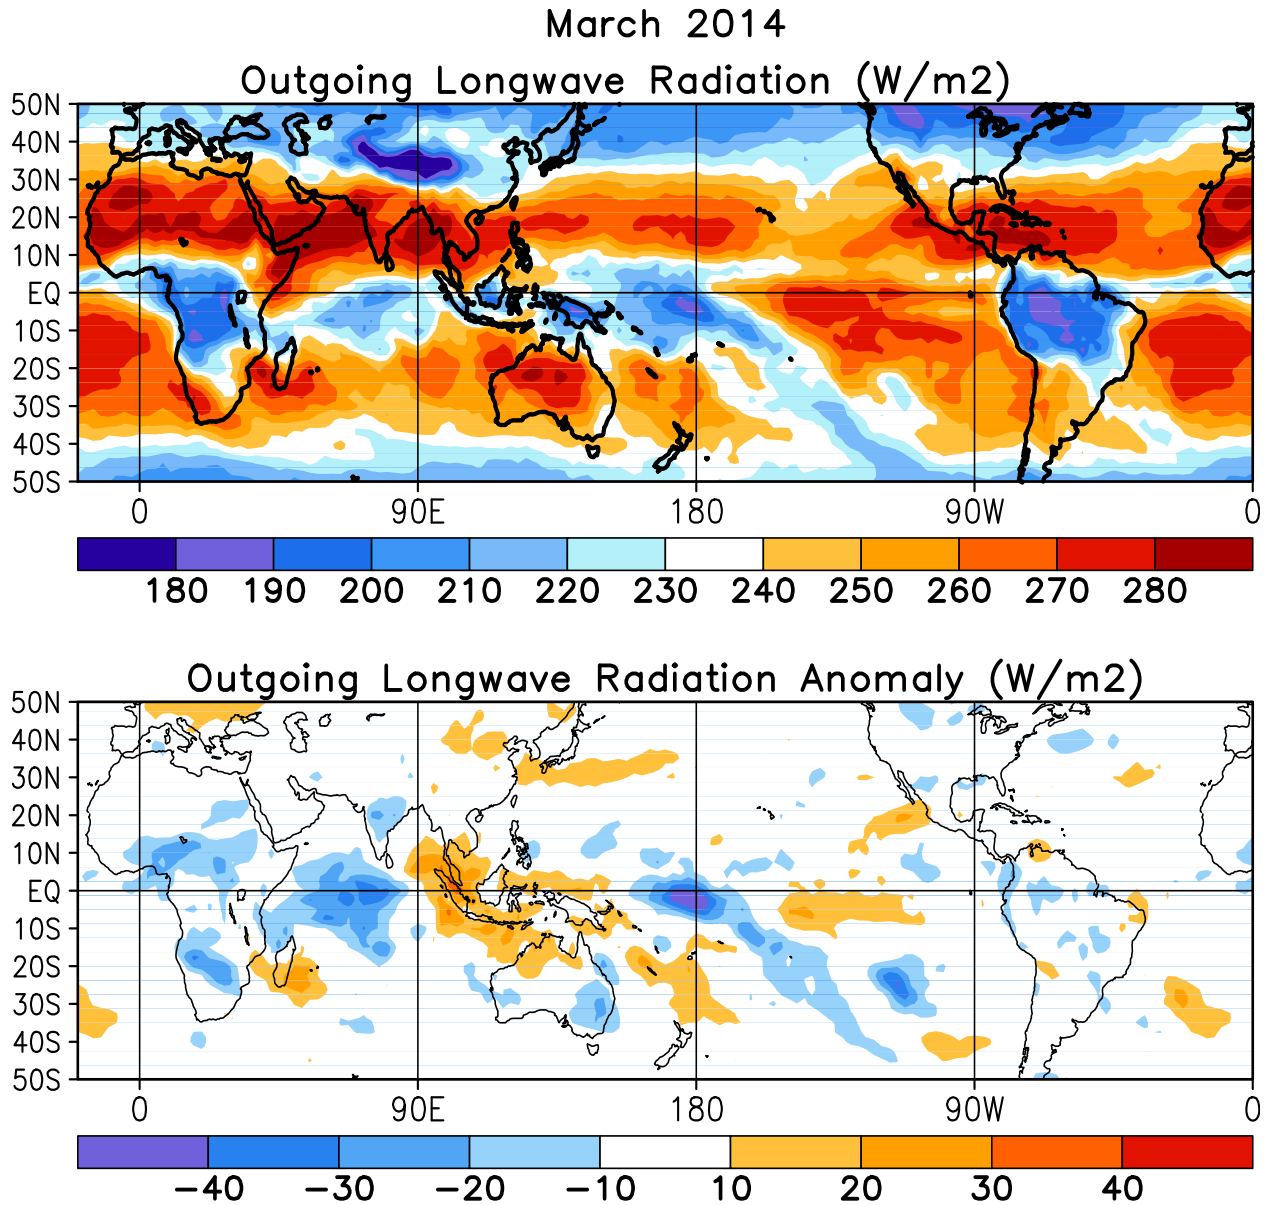 March 2014
Outgoing Longwave Radiation (W/m2)
50N
40N
30N
20N
10N
EQ
10S
20S
30S
40S
50S
0 90E 180 90W 0
180 190 200 210 220 230 240 250 260 270 280
Outgoing Longwave Radiation Anomaly (W/m2)
50N
40N
30N
20N
10N
EQ
10S
20S
30S
40S
50S
0 90E 180 90W 0
−40 −30 −20 −10 10 20 30 40